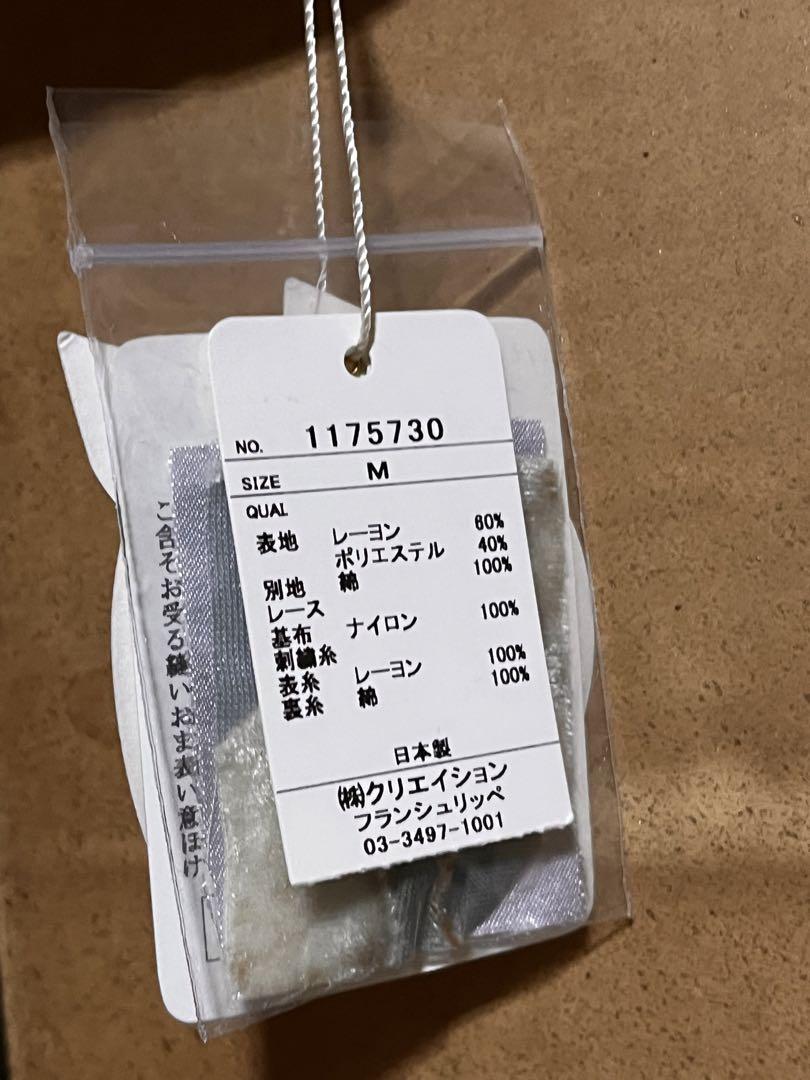 NO. 1175730
SIZE M
QUAL
表地 レーヨン 60%
ポリエステル 40%
別地 綿 100%
レース
基布 ナイロン 100%
刺繍糸
表糸 レーヨン 100%
裏糸 綿 100%
日本製
㈱クリエイション
フランシュリッペ
03-3497-1001